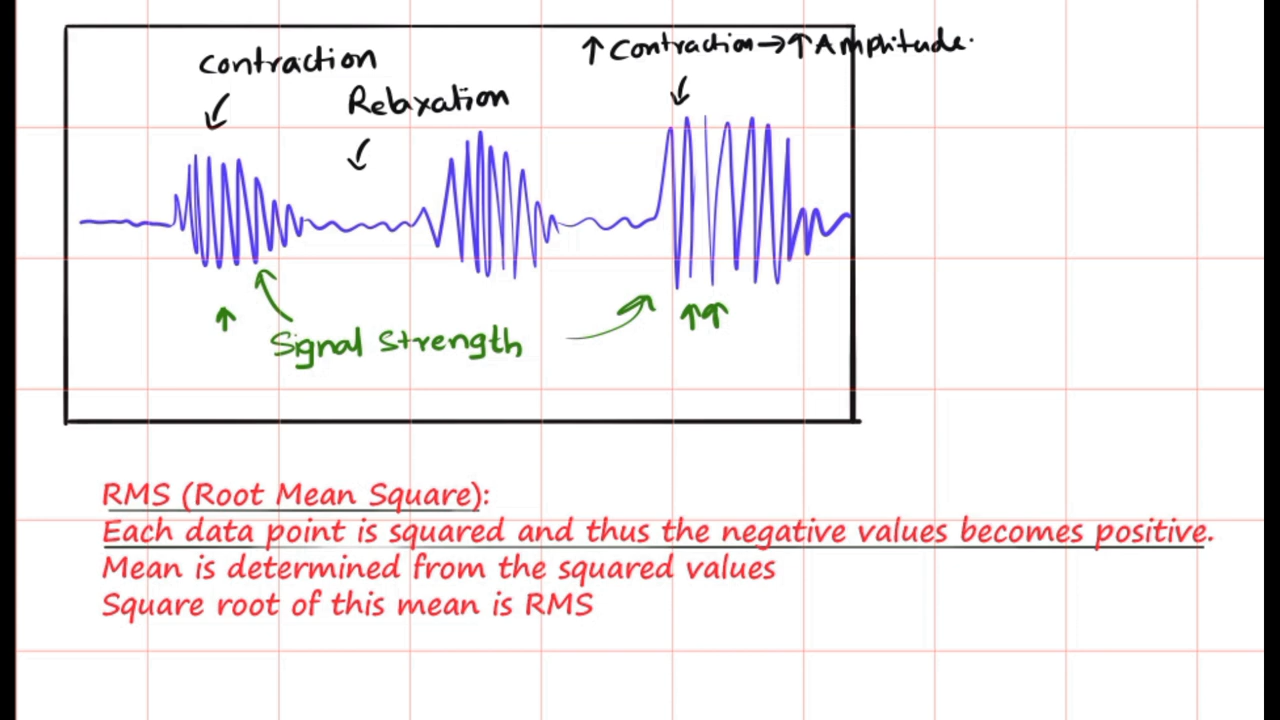 contraction
Relaxation
↑ Contraction→↑Amplitude.
↑
Signal Strength
↑↑
RMS (Root Mean Square):
Each data point is squared and thus the negative values becomes positive.
Mean is determined from the squared values
Square root of this mean is RMS